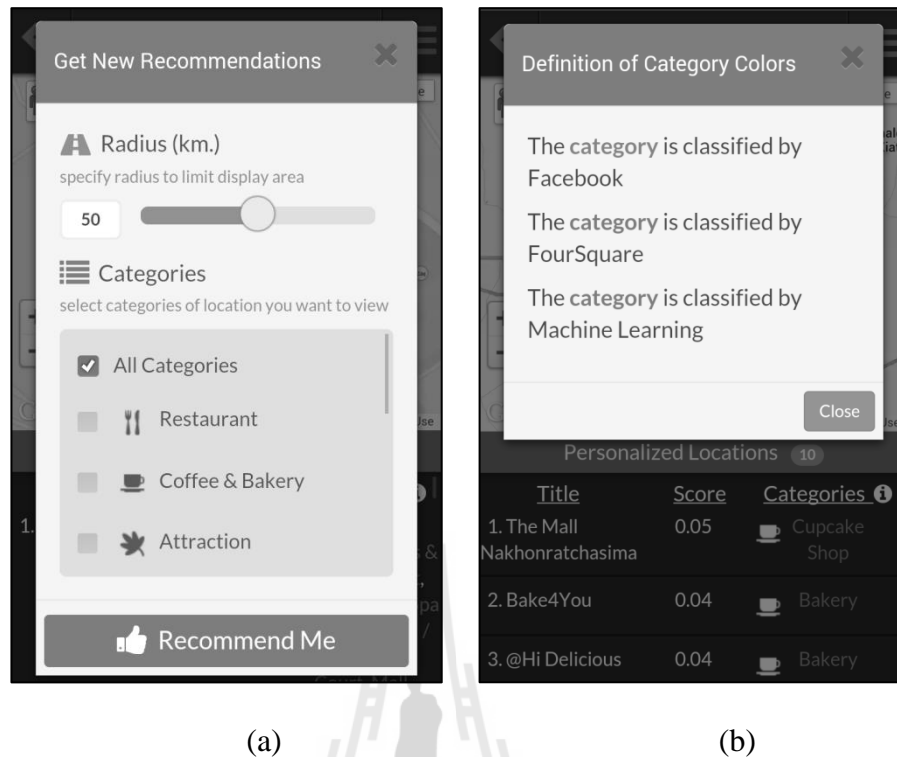 Get New Recommendations
Radius (km.)
specify radius to limit display area
50
Categories
select categories of location you want to view
All Categories
Restaurant
Coffee & Bakery
Attraction
Recommend Me
1.
(a)
Definition of Category Colors
The category is classified by
Facebook
The category is classified by
FourSquare
The category is classified by
Machine Learning
Close
Personalized Locations 10
Title Score Categories
1. The Mall 0.05 Cupcake
Nakhonratchasima Shop
2. Bake4You 0.04 Bakery
3. @Hi Delicious 0.04 Bakery
(b)